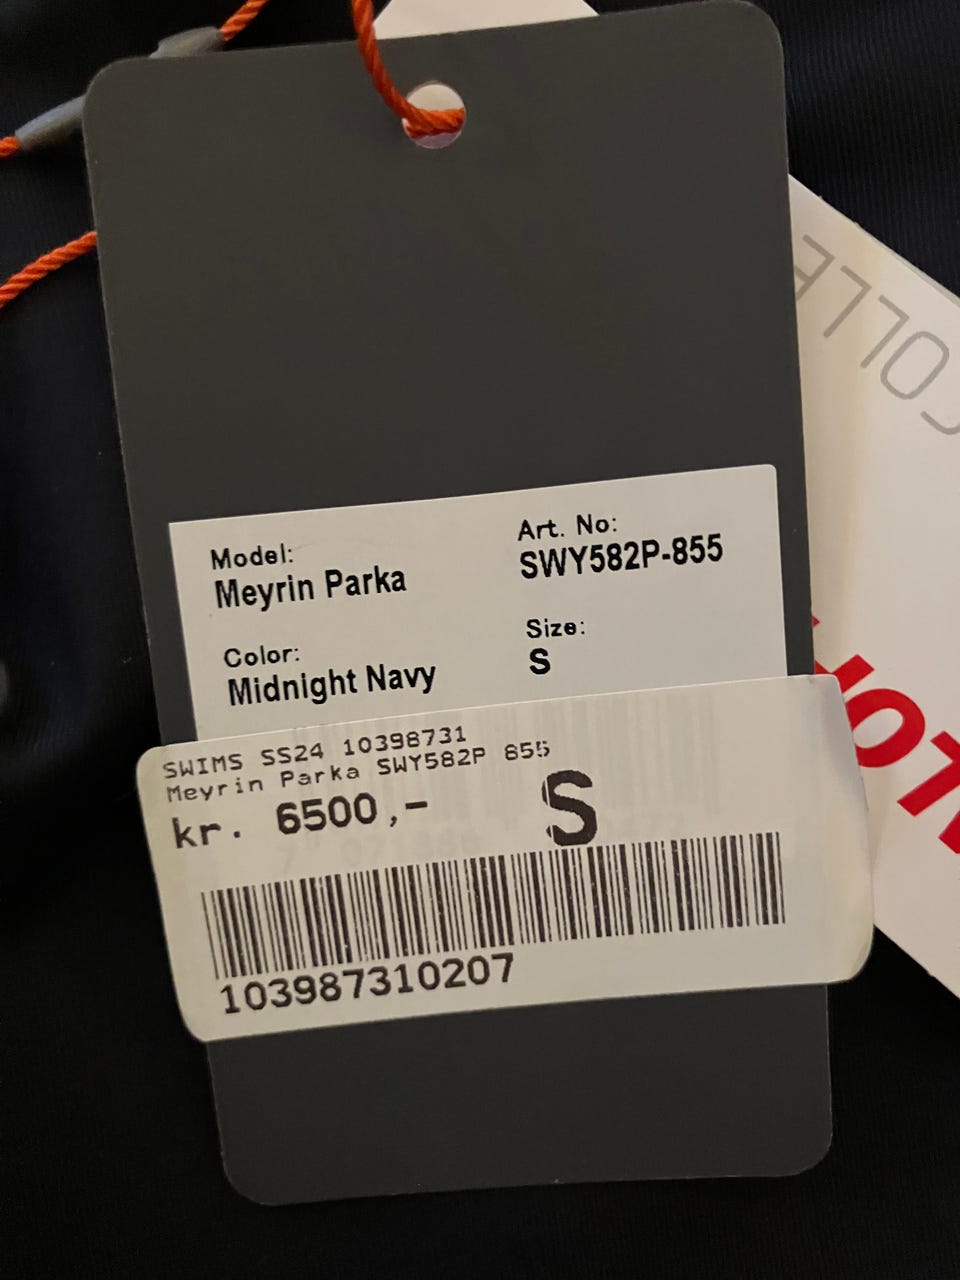 Model:
Meyrin Parka
Art. No:
SWY582P-855
Color:
Midnight Navy
Size:
S
SWIMS SS24 10398731
Meyrin Parka SWY582P 855
kr. 6500,-
S
103987310207